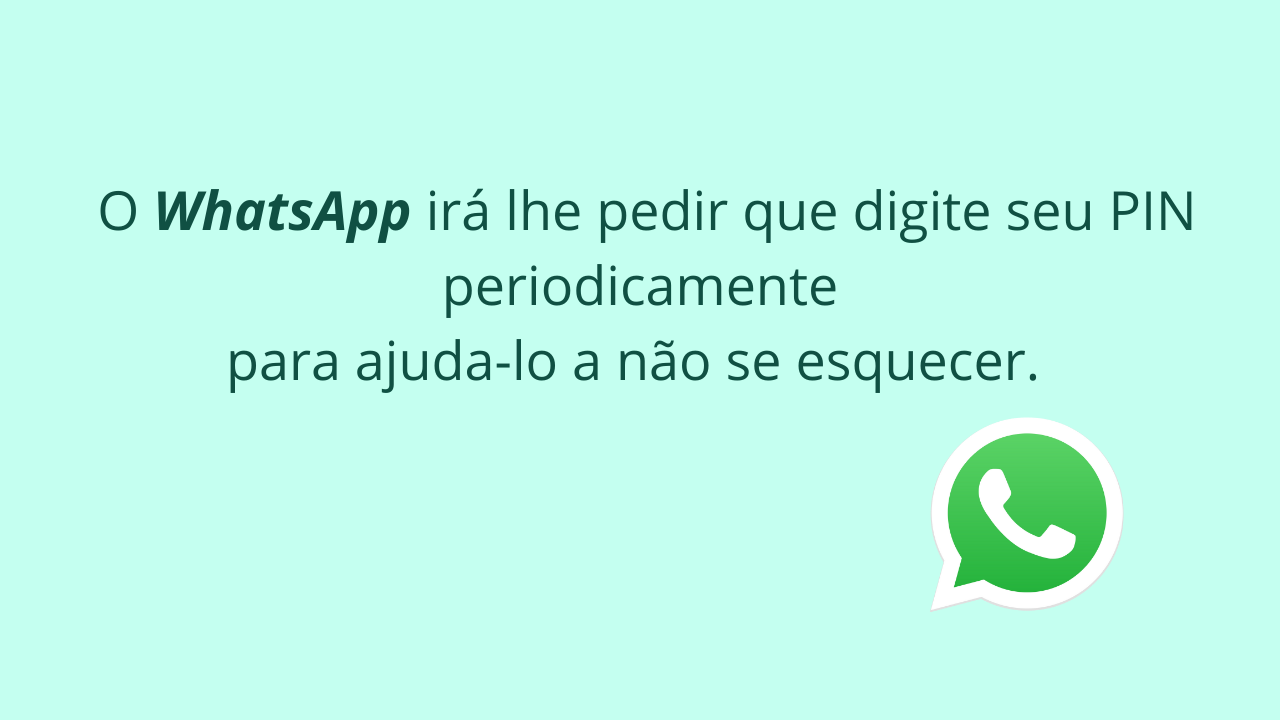 O WhatsApp irá lhe pedir que digite seu PIN
periodicamente
para ajuda-lo a não se esquecer.